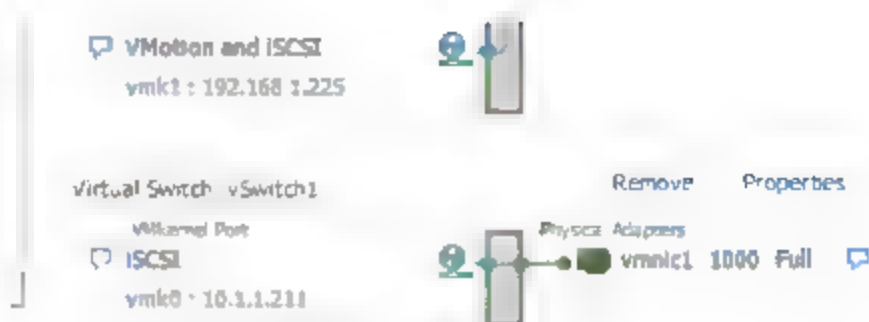 VMotion and iSCSI
vmk1 : 192.168.1.225
Virtual Switch vSwitch1
Remove Properties
VMkernel Port
Physical Adapters
iSCSI
vmnic1 1000 Full
vmk0 : 10.1.1.211